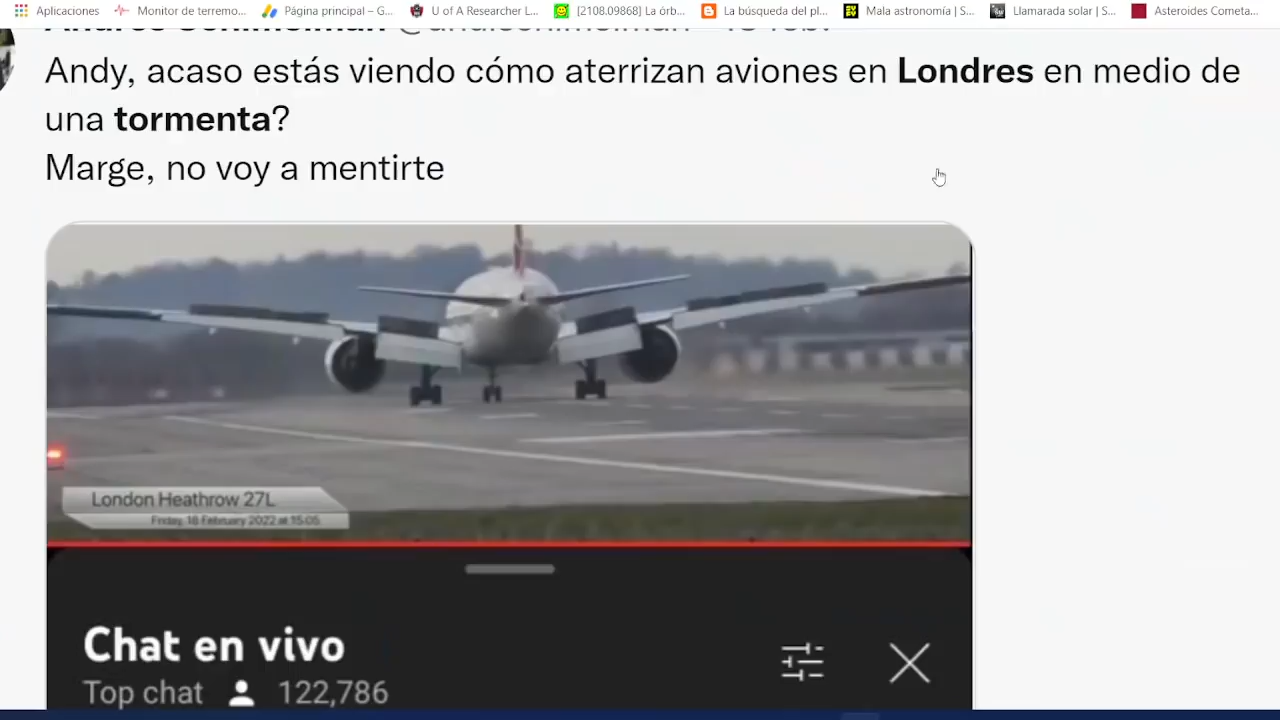 Aplicaciones
Monitor de terremo...
Página principal – G...
U of A Researcher L...
[2108.09868] La órb...
La búsqueda del pl...
Mala astronomía | S...
Llamarada solar | S...
Asteroides Cometa...
Andy, acaso estás viendo cómo aterrizan aviones en Londres en medio de
una tormenta?
Marge, no voy a mentirte
London Heathrow 27L
Friday, 18 February 2022 at 15:05
Chat en vivo
Top chat 122,786